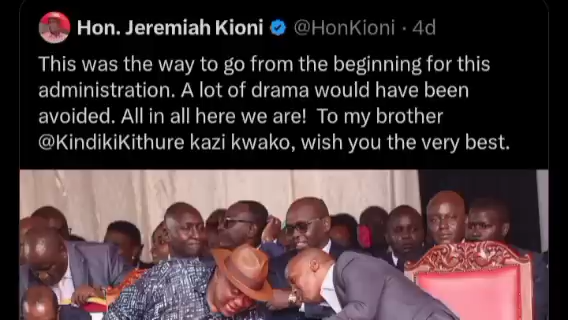 Hon. Jeremiah Kioni @HonKioni · 4d
This was the way to go from the beginning for this
administration. A lot of drama would have been
avoided. All in all here we are! To my brother
@KindikiKithure kazi kwako, wish you the very best.